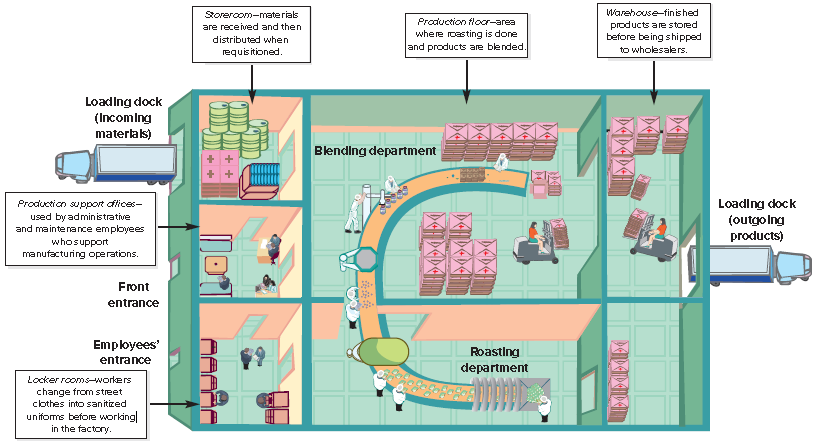 Storeroom—materials
are received and then
distributed when
requisitioned.
Production floor—area
where roasting is done
and products are blended.
Warehouse—finished
products are stored
before being shipped
to wholesalers.
Loading dock
(incoming
materials)
Blending department
Production support offices—
used by administrative
and maintenance employees
who support
manufacturing operations.
Loading dock
(outgoing
products)
Front
entrance
Employees'
entrance
Roasting
department
Locker rooms—workers
change from street
clothes into sanitized
uniforms before working
in the factory.